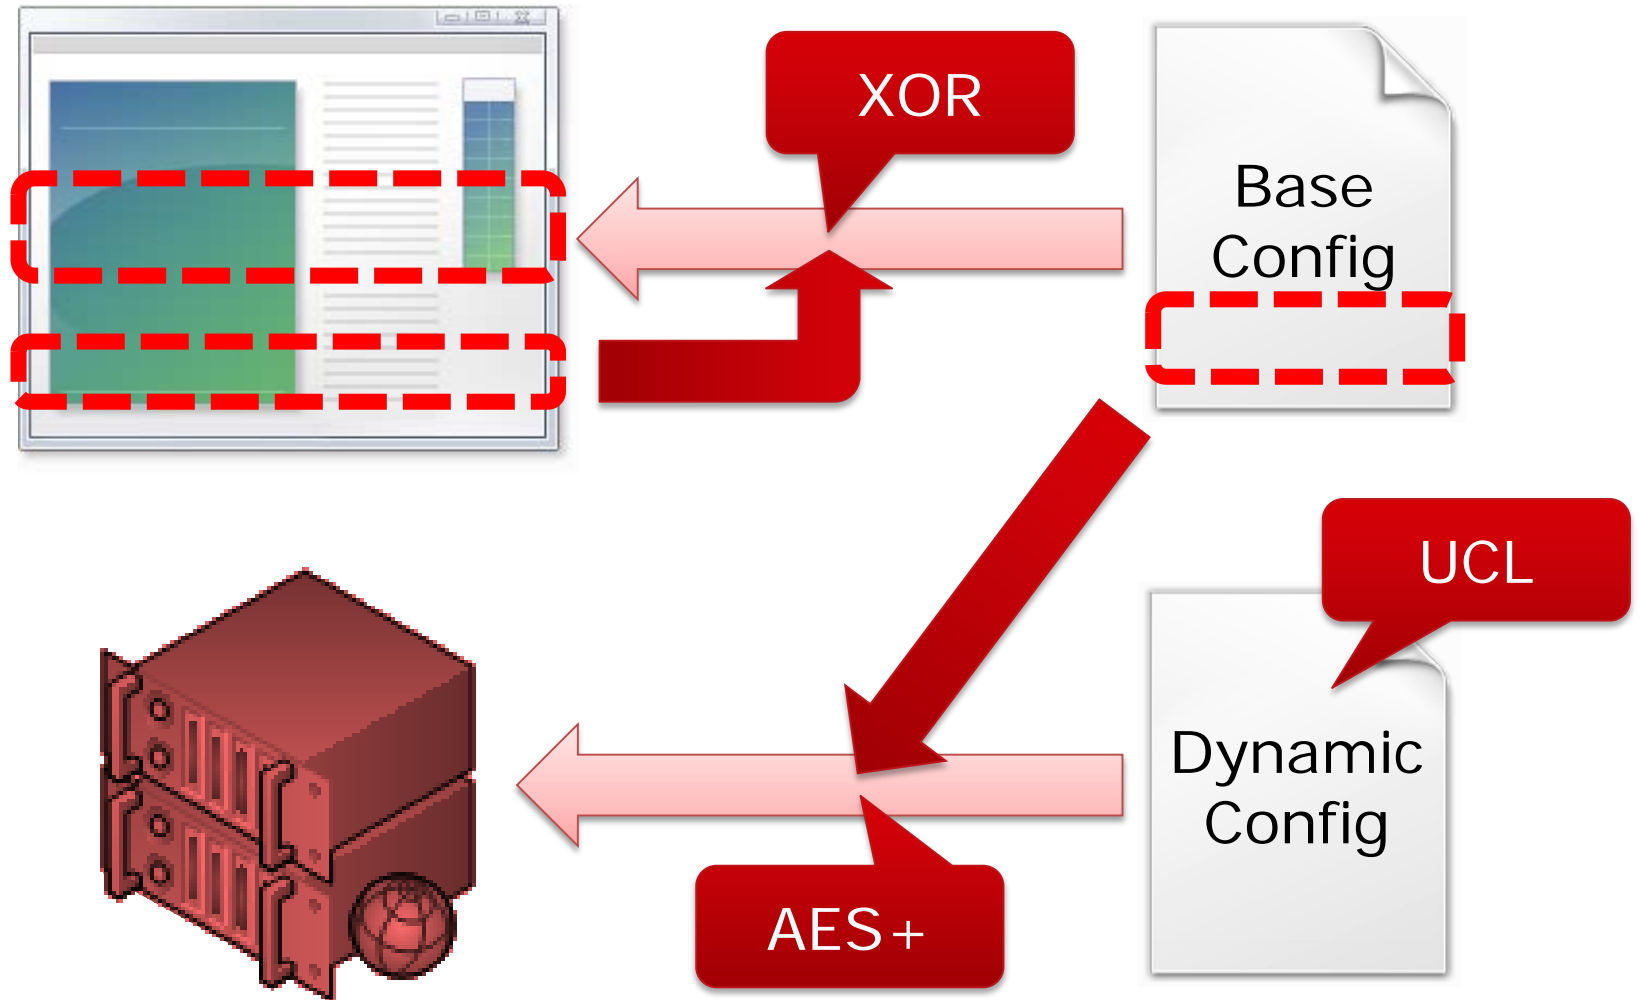 XOR
Base
Config
UCL
Dynamic
Config
AES+